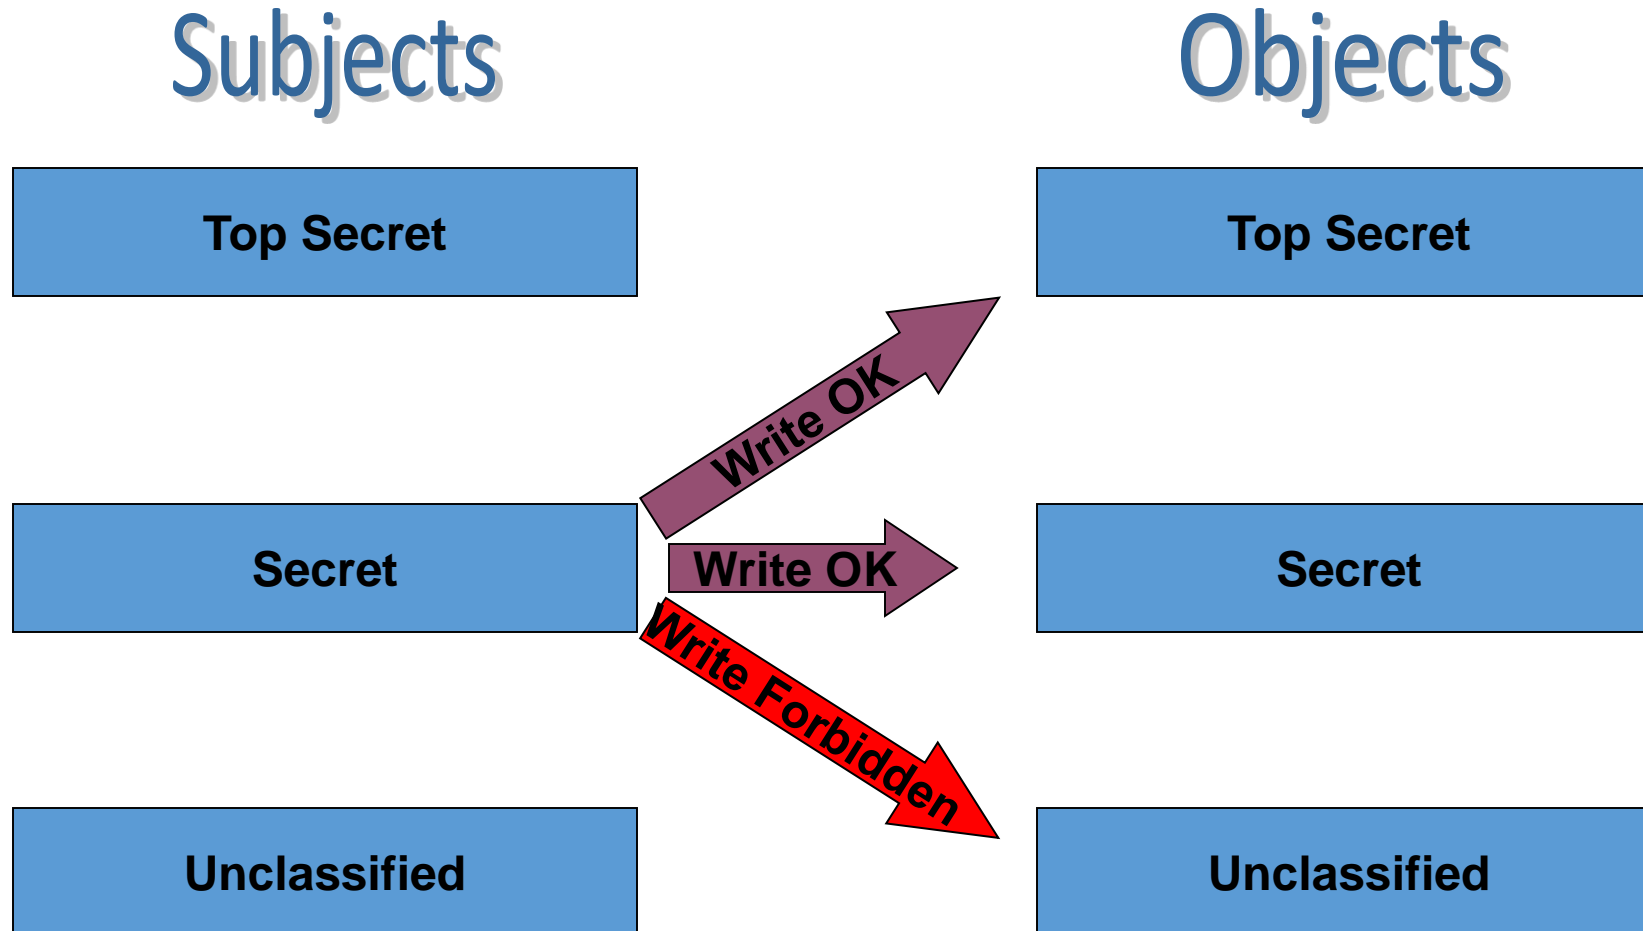 Subjects
Objects
Top Secret
Top Secret
Write OK
Secret
Write OK
Secret
Write Forbidden
Unclassified
Unclassified